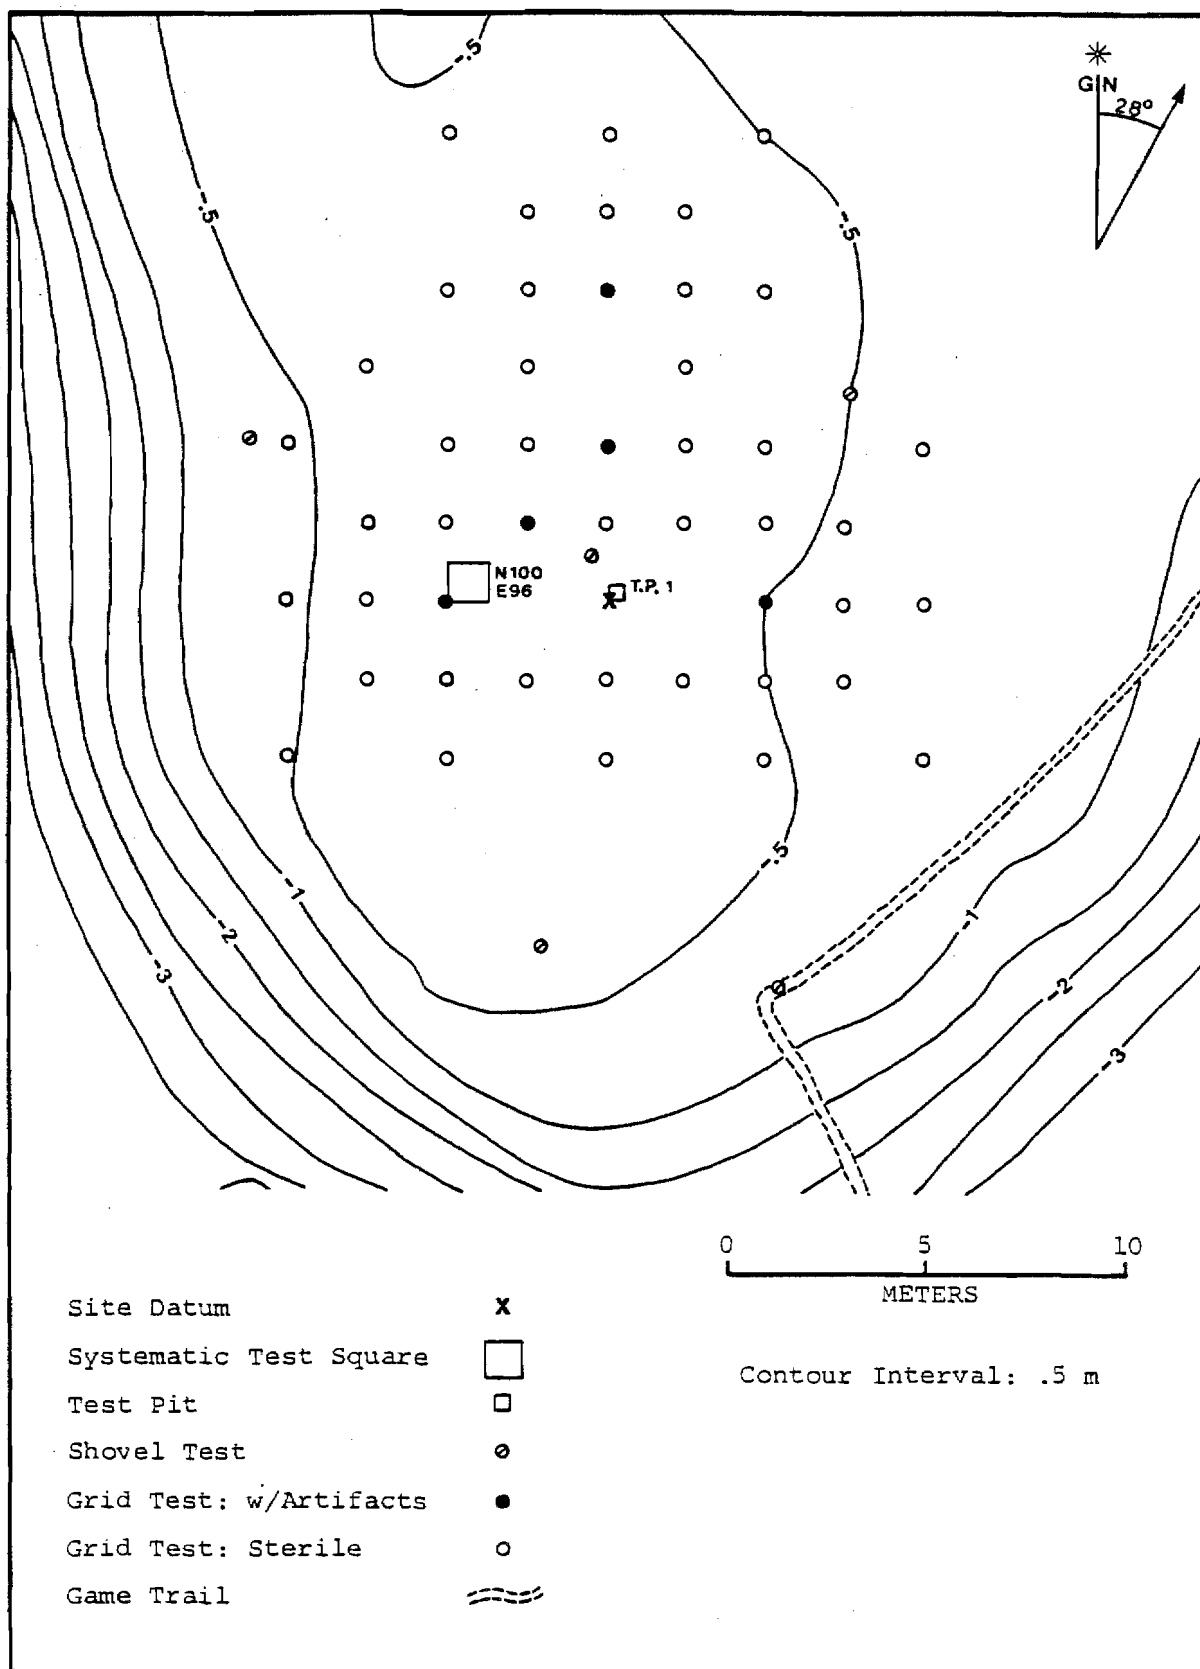 -.5
GN
28°
-.5
-.5
N100
E96
T.P. 1
-.5
-1
-2
-3
-1
-2
-3
0 5 10
METERS
Site Datum X
Systematic Test Square
Contour Interval: .5 m
Test Pit
Shovel Test
Grid Test: w/Artifacts
Grid Test: Sterile
Game Trail